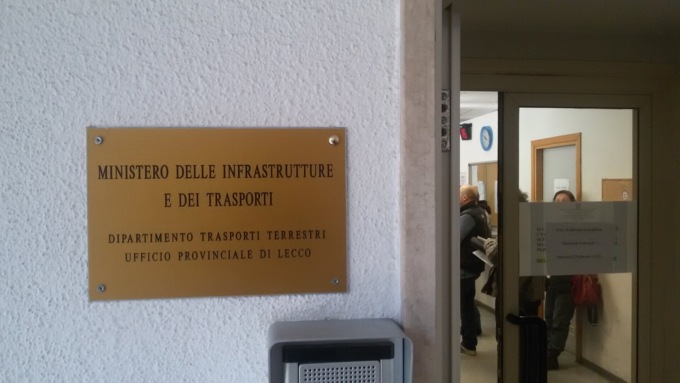 MINISTERO DELLE INFRASTRUTTURE
E DEI TRASPORTI
DIPARTIMENTO TRASPORTI TERRESTRI
UFFICIO PROVINCIALE DI LECCO